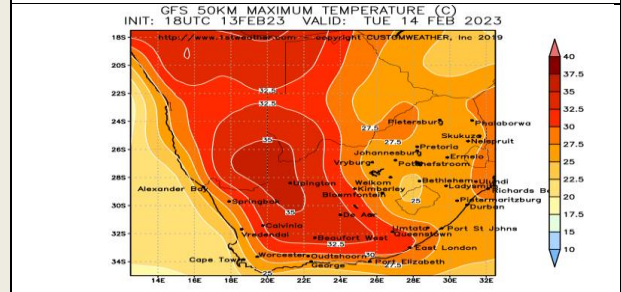 GFS 50KM MAXIMUM TEMPERATURE (C)
INIT: 18UTC 13FEB23 VALID: TUE 14 FEB 2023
http://www.1stweather.com -- copyright CUSTOMWEATHER, Inc 2019
18S
20S
22S
24S
26S
28S
30S
32S
34S
32.5
32.5
35
35
32.5
27.5
27.5
25
30
27.5
25
Pietersburg
Phalaborwa
Skukuza
Nelspruit
Pretoria
Johannesburg
Ermelo
Vryburg
Potchefstroom
Welkom
Bethlehem
Ulundi
Ladysmith
Richards B
Kimberley
Bloemfontein
Pietermaritzburg
Durban
Upington
Alexander Bay
Springbok
De Aar
Calvinia
Vredendal
Beaufort West
Umtata
Port St Johns
Queenstown
East London
Cape Town
Worcester
Oudtshoorn
George
Port Elizabeth
14E 16E 18E 20E 22E 24E 26E 28E 30E 32E
40
37.5
35
32.5
30
27.5
25
22.5
20
17.5
15
10